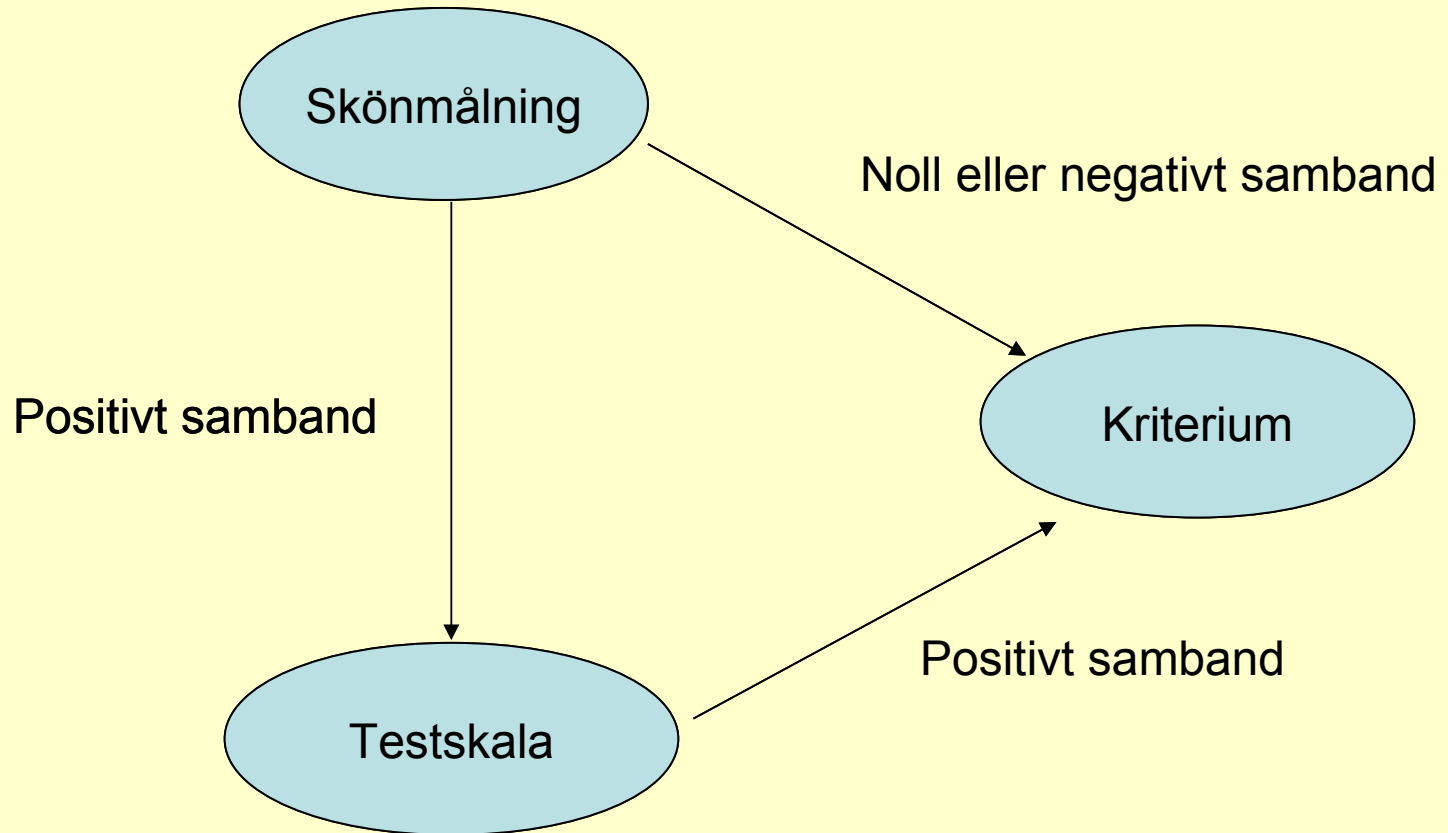 Skönmålning
Noll eller negativt samband
Positivt samband
Kriterium
Positivt samband
Testskala